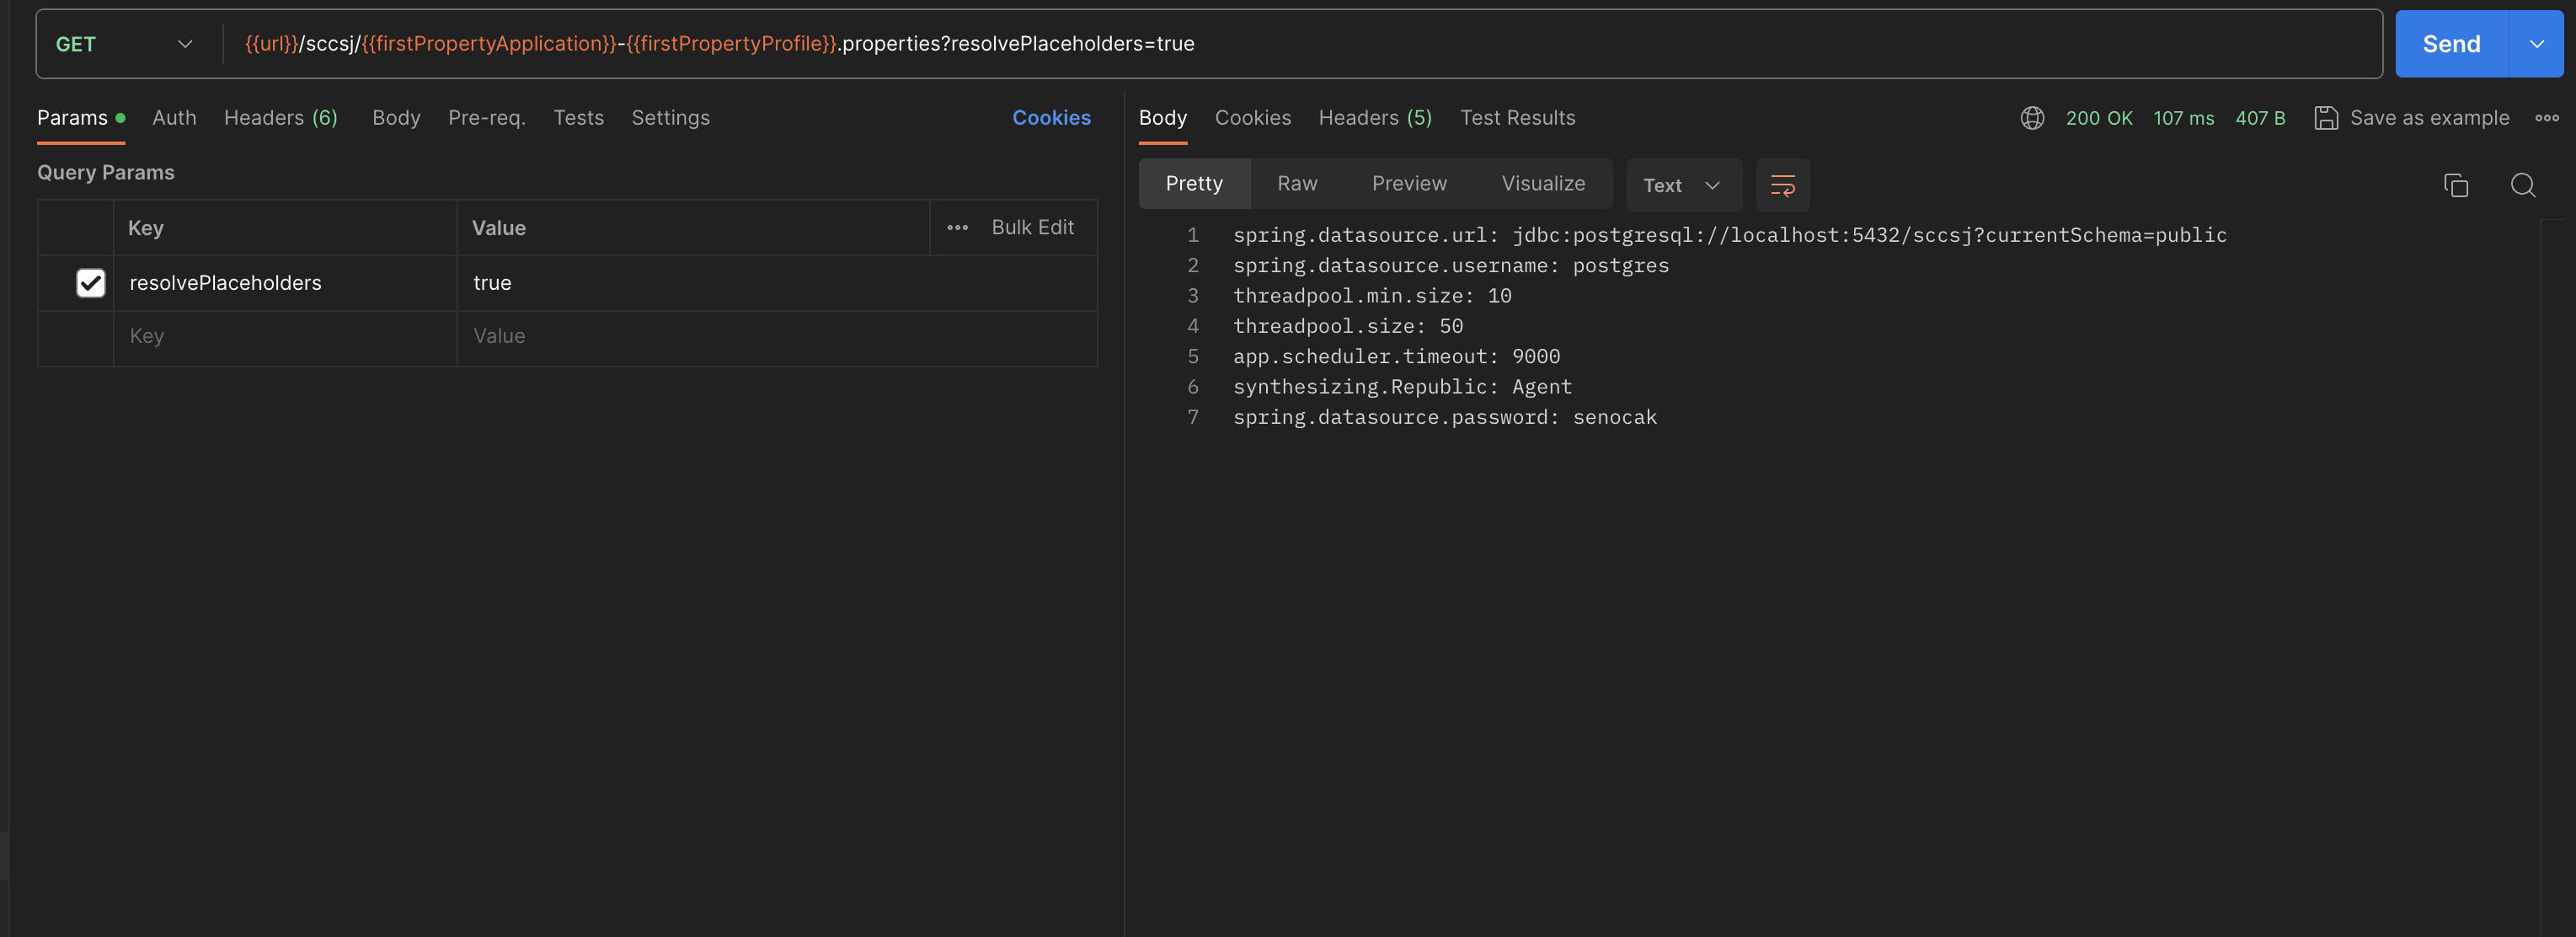 GET {{url}}/sccsj/{{firstPropertyApplication}}-{{firstPropertyProfile}}.properties?resolvePlaceholders=true Send
Params Auth Headers (6) Body Pre-req. Tests Settings Cookies
Query Params
Key Value Bulk Edit
resolvePlaceholders true
Key Value
Body Cookies Headers (5) Test Results 200 OK 107 ms 407 B Save as example
Pretty Raw Preview Visualize Text
1 spring.datasource.url: jdbc:postgresql://localhost:5432/sccsj?currentSchema=public
2 spring.datasource.username: postgres
3 threadpool.min.size: 10
4 threadpool.size: 50
5 app.scheduler.timeout: 9000
6 synthesizing.Republic: Agent
7 spring.datasource.password: senocak